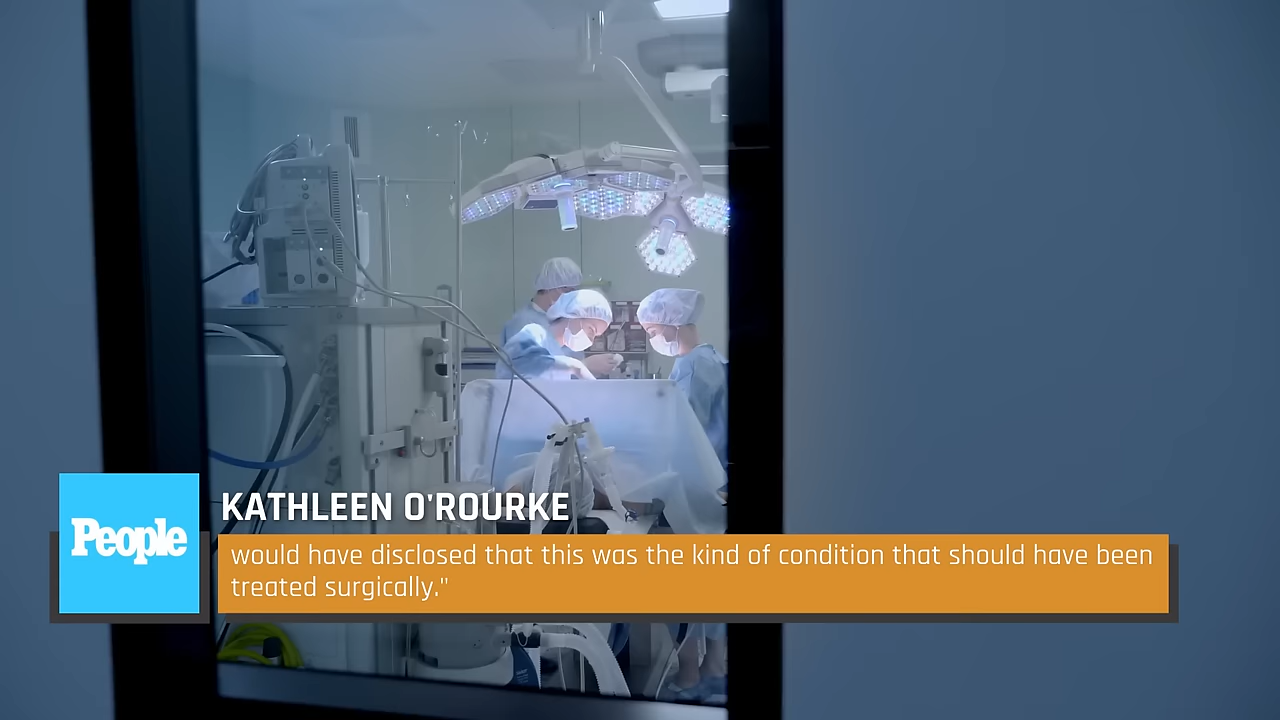 KATHLEEN O'ROURKE
People
would have disclosed that this was the kind of condition that should have been
treated surgically."